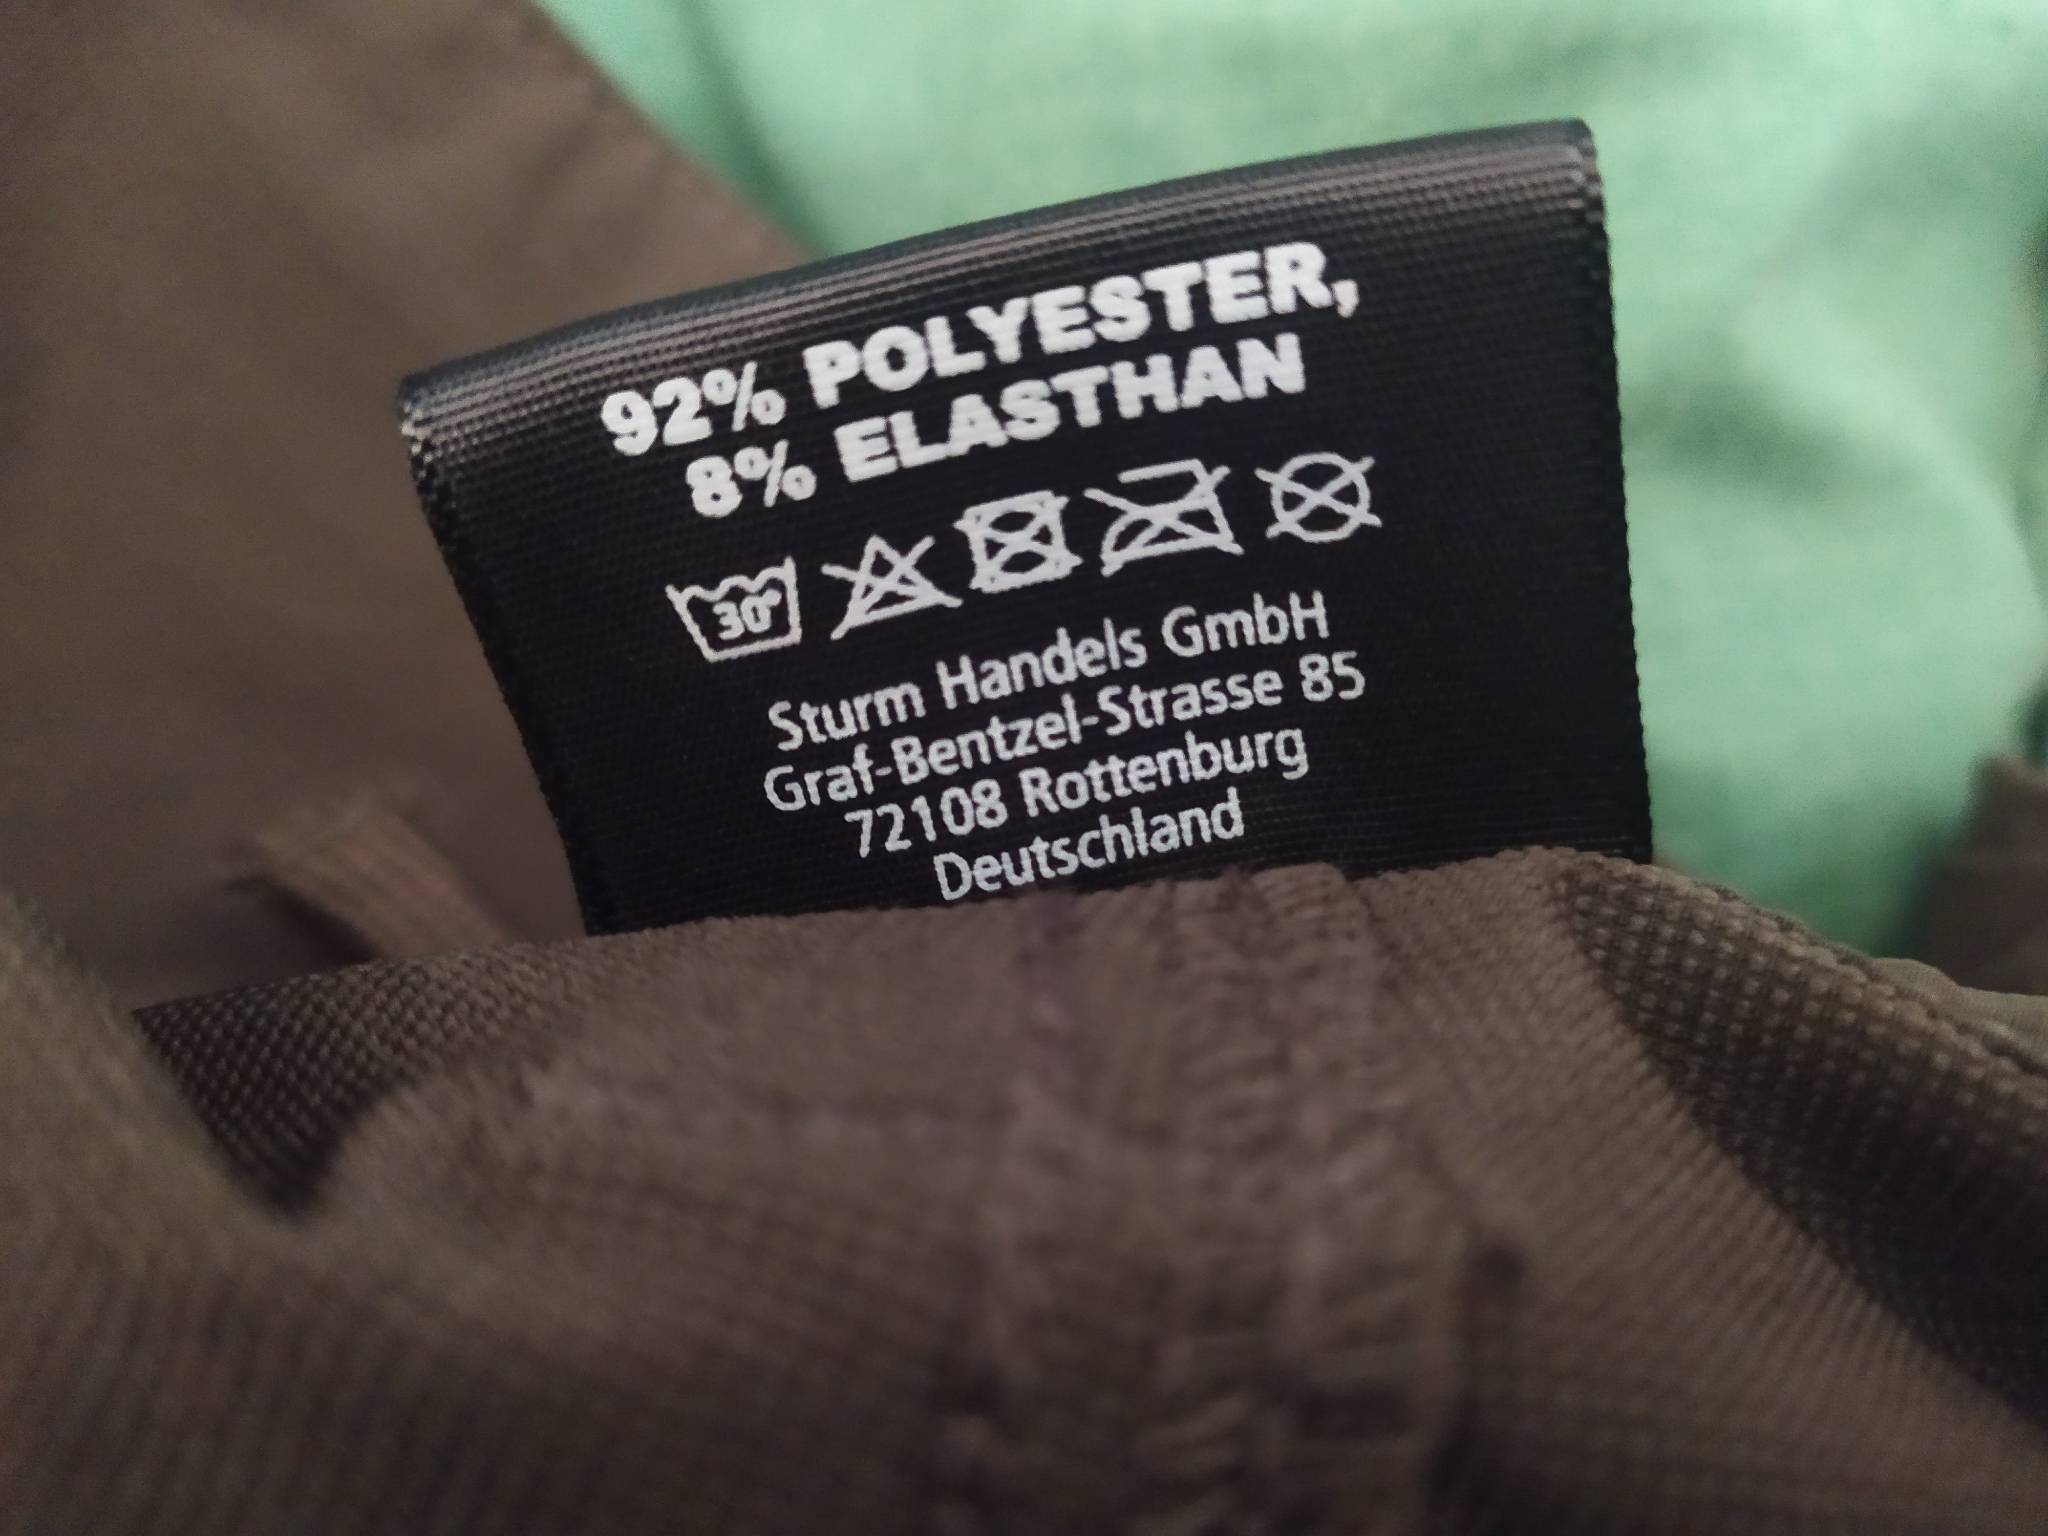 92% POLYESTER,
8% ELASTHAN
30°
Sturm Handels GmbH
Graf-Bentzel-Strasse 85
72108 Rottenburg
Deutschland